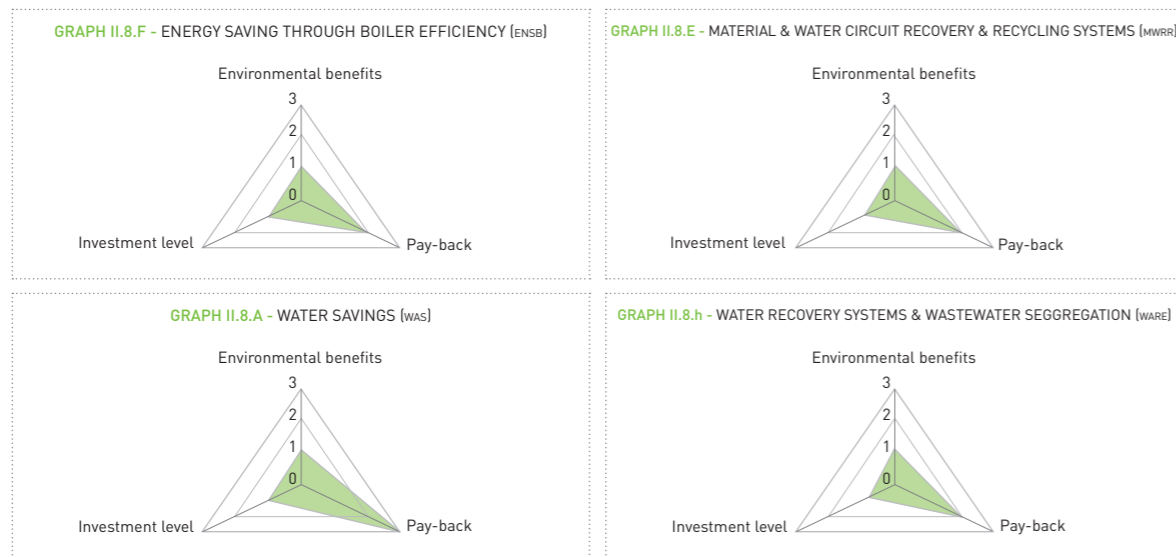 GRAPH II.8.F - ENERGY SAVING THROUGH BOILER EFFICIENCY (ENSB)
Environmental benefits
3
2
1
0
Investment level
Pay-back
GRAPH II.8.E - MATERIAL & WATER CIRCUIT RECOVERY & RECYCLING SYSTEMS (MWRR)
Environmental benefits
3
2
1
0
Investment level
Pay-back
GRAPH II.8.A - WATER SAVINGS (WAS)
Environmental benefits
3
2
1
0
Investment level
Pay-back
GRAPH II.8.h - WATER RECOVERY SYSTEMS & WASTEWATER SEGGREGATION (WARE)
Environmental benefits
3
2
1
0
Investment level
Pay-back